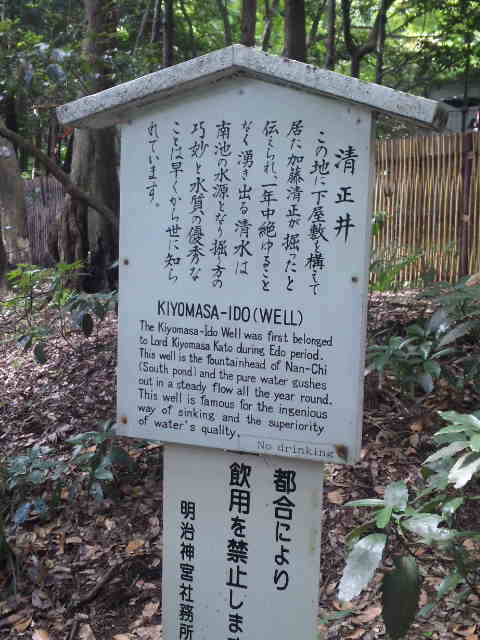 清正井
この地に下屋敷を構えて
居た加藤清正が掘ったと
伝えられ、一年中絶ゆること
なく湧き出る清水は
南池の水源となり掘方の
巧妙と水質の優秀な
ことは早くから世に知ら
れています。
KIYOMASA-IDO (WELL)
The Kiyomasa-Ido Well was first belonged
to Lord Kiyomasa Kato during Edo period.
This well is the fountainhead of Nan-Chi
(South pond) and the pure water gushes
out in a steady flow all the year round.
This well is famous for the ingenious
way of sinking and the superiority
of water's quality.
No drinking
都合により
飲用を禁止しま
明治神宮社務所